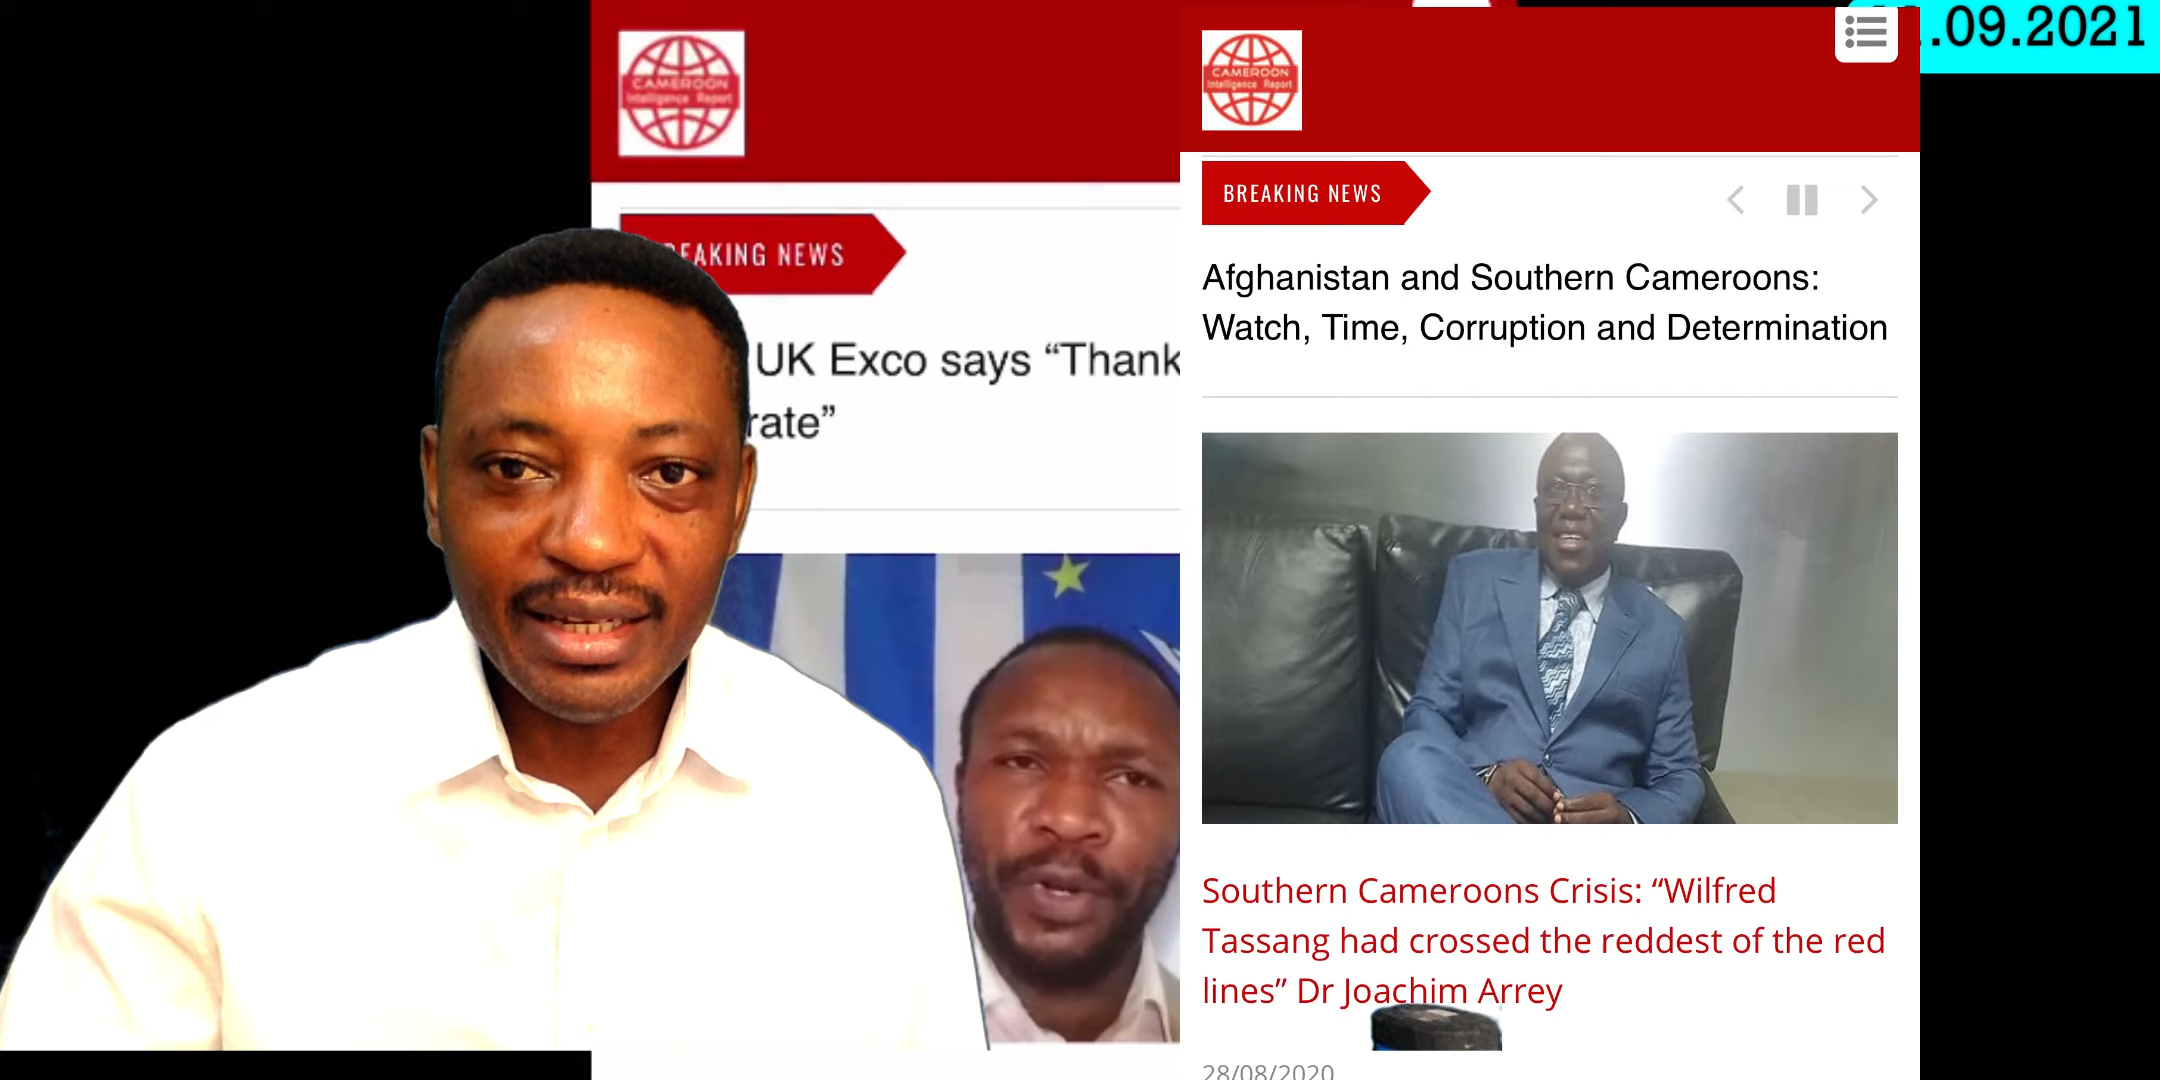 .09.2021
CAMEROON
Intelligence Report
EAKING NEWS
UK Exco says “Thank
rate”
CAMEROON
Intelligence Report
BREAKING NEWS
Afghanistan and Southern Cameroons:
Watch, Time, Corruption and Determination
Southern Cameroons Crisis: “Wilfred
Tassang had crossed the reddest of the red
lines” Dr Joachim Arrey
28/08/2020